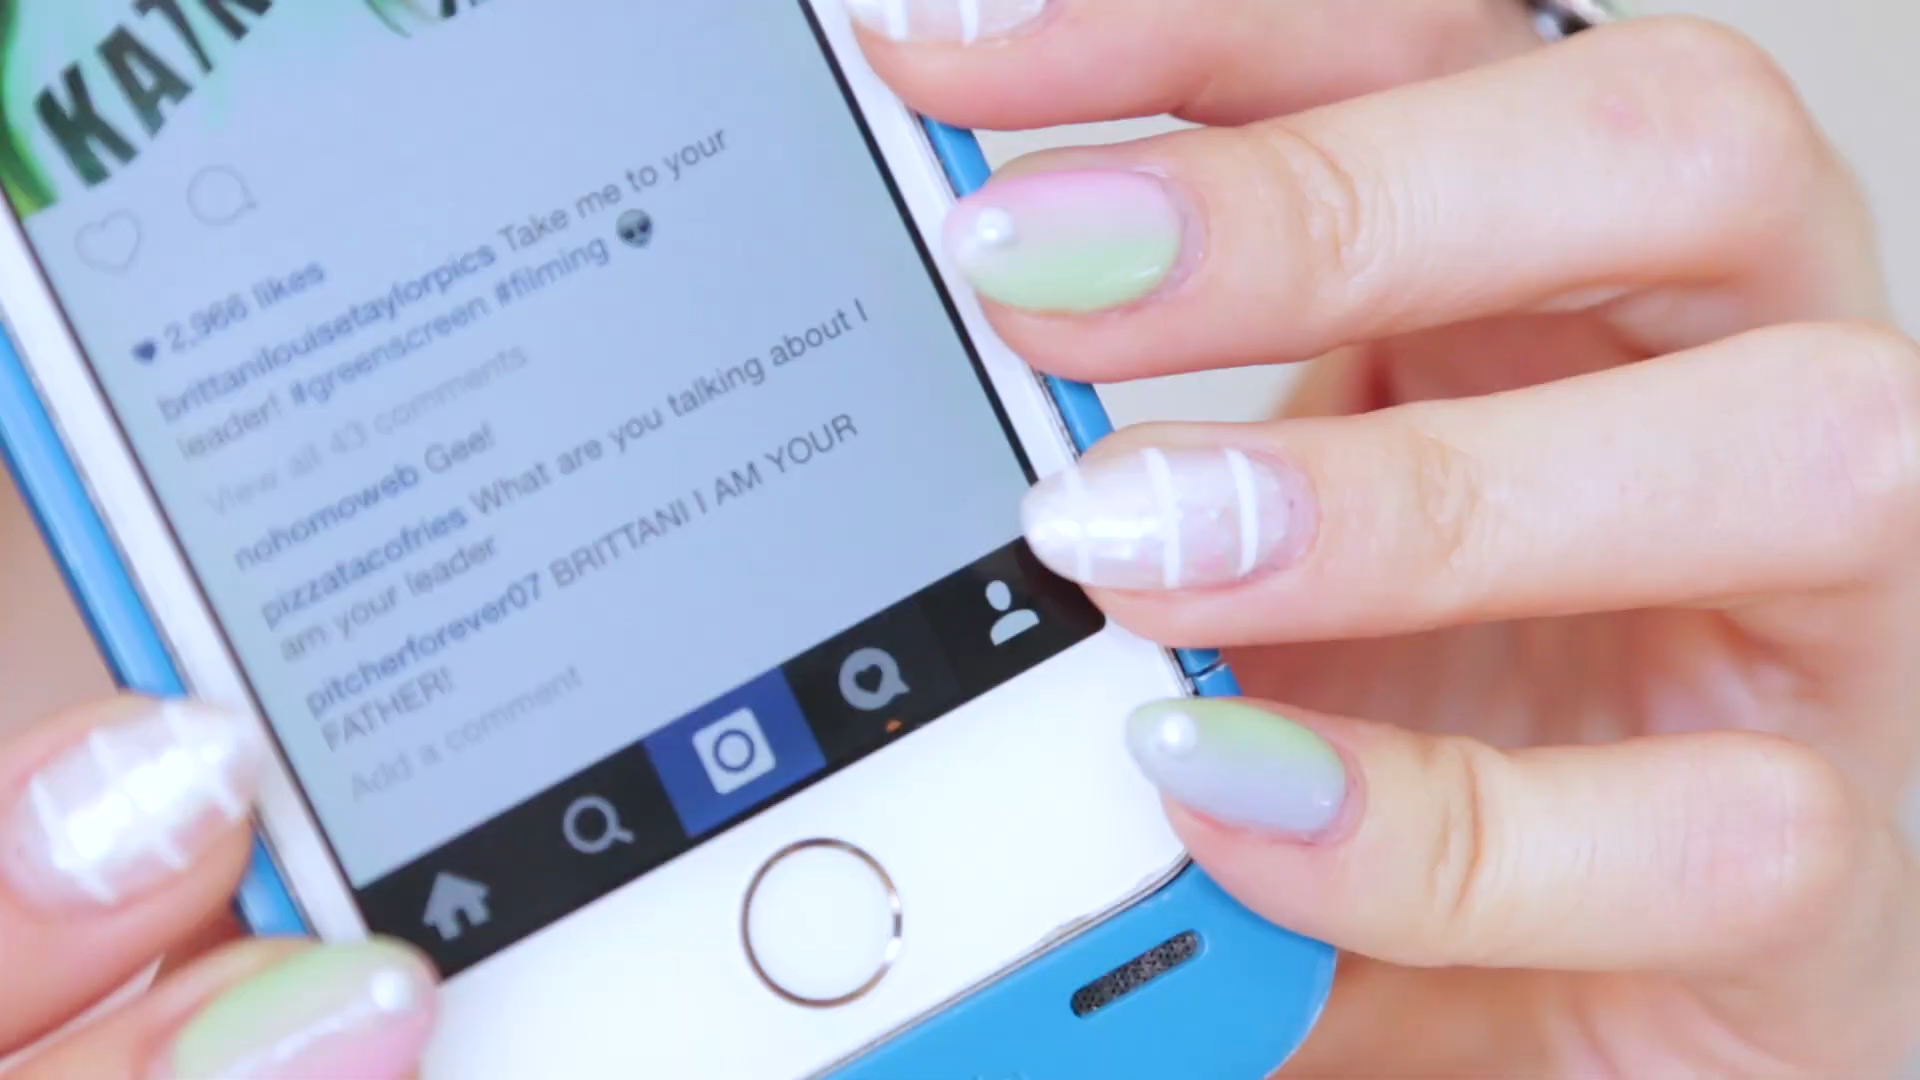 2,966 likes
brittanilouisetaylorpics Take me to your
leader! #greenscreen #filming 👽
View all 43 comments
nohomoweb Gee!
pizzatacofries What are you talking about I
am your leader
pitcherforever07 BRITTANI I AM YOUR
FATHER!
Add a comment